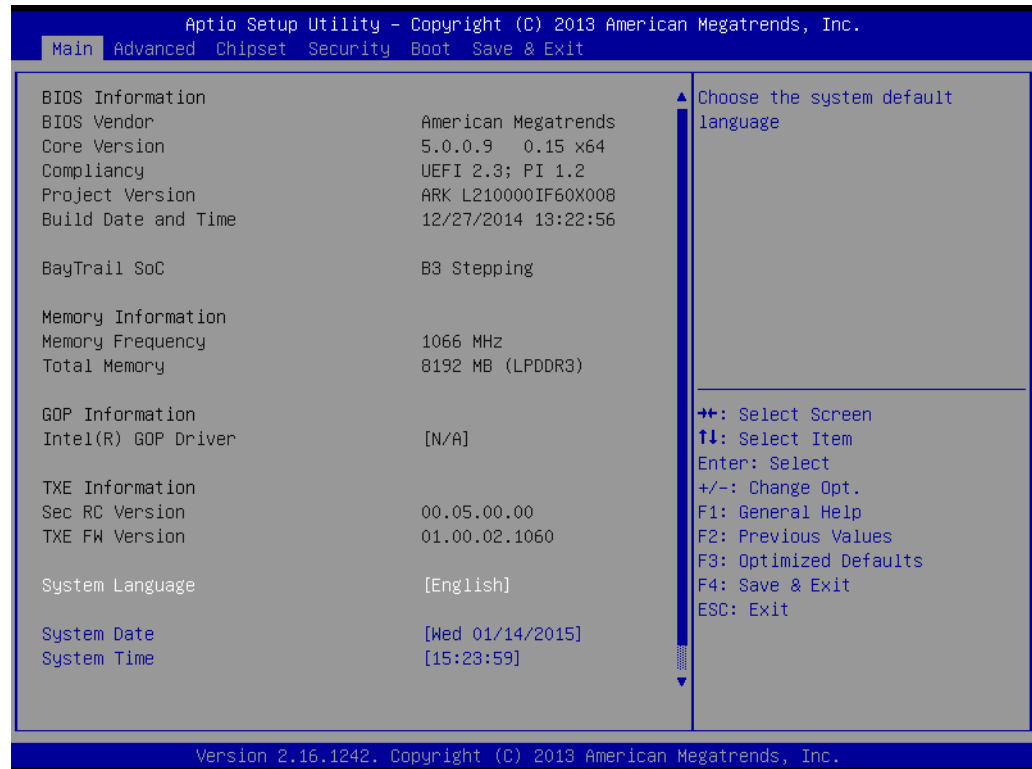 Aptio Setup Utility – Copyright (C) 2013 American Megatrends, Inc.
Main Advanced Chipset Security Boot Save & Exit
BIOS Information
BIOS Vendor American Megatrends
Core Version 5.0.0.9 0.15 x64
Compliancy UEFI 2.3; PI 1.2
Project Version ARK L210000IF60X008
Build Date and Time 12/27/2014 13:22:56
BayTrail SoC B3 Stepping
Memory Information
Memory Frequency 1066 MHz
Total Memory 8192 MB (LPDDR3)
GOP Information
Intel(R) GOP Driver [N/A]
TXE Information
Sec RC Version 00.05.00.00
TXE FW Version 01.00.02.1060
System Language [English]
System Date [Wed 01/14/2015]
System Time [15:23:59]
Choose the system default
language
→←: Select Screen
↑↓: Select Item
Enter: Select
+/-: Change Opt.
F1: General Help
F2: Previous Values
F3: Optimized Defaults
F4: Save & Exit
ESC: Exit
Version 2.16.1242. Copyright (C) 2013 American Megatrends, Inc.